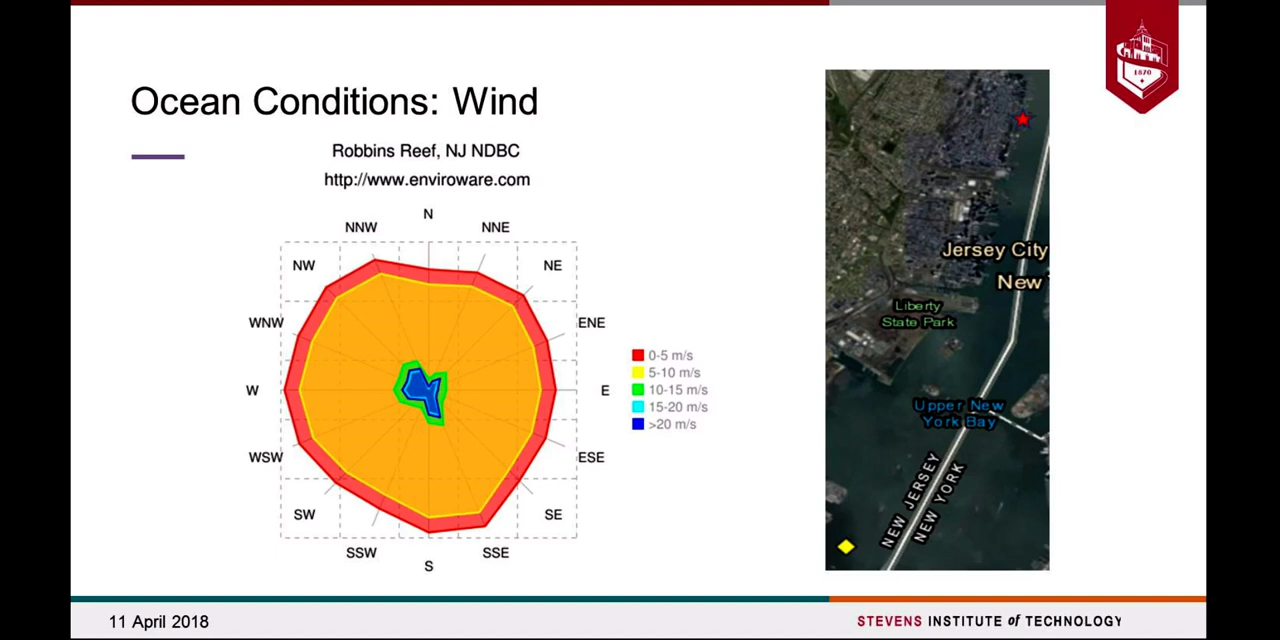 1870
Ocean Conditions: Wind
Robbins Reef, NJ NDBC
http://www.enviroware.com
N
NNW
NNE
NW
NE
WNW
ENE
W
E
WSW
ESE
SW
SE
SSW
SSE
S
0-5 m/s
5-10 m/s
10-15 m/s
15-20 m/s
>20 m/s
Jersey City
New
Liberty
State Park
Upper New
York Bay
NEW JERSEY
NEW YORK
11 April 2018
STEVENS INSTITUTE of TECHNOLOGY